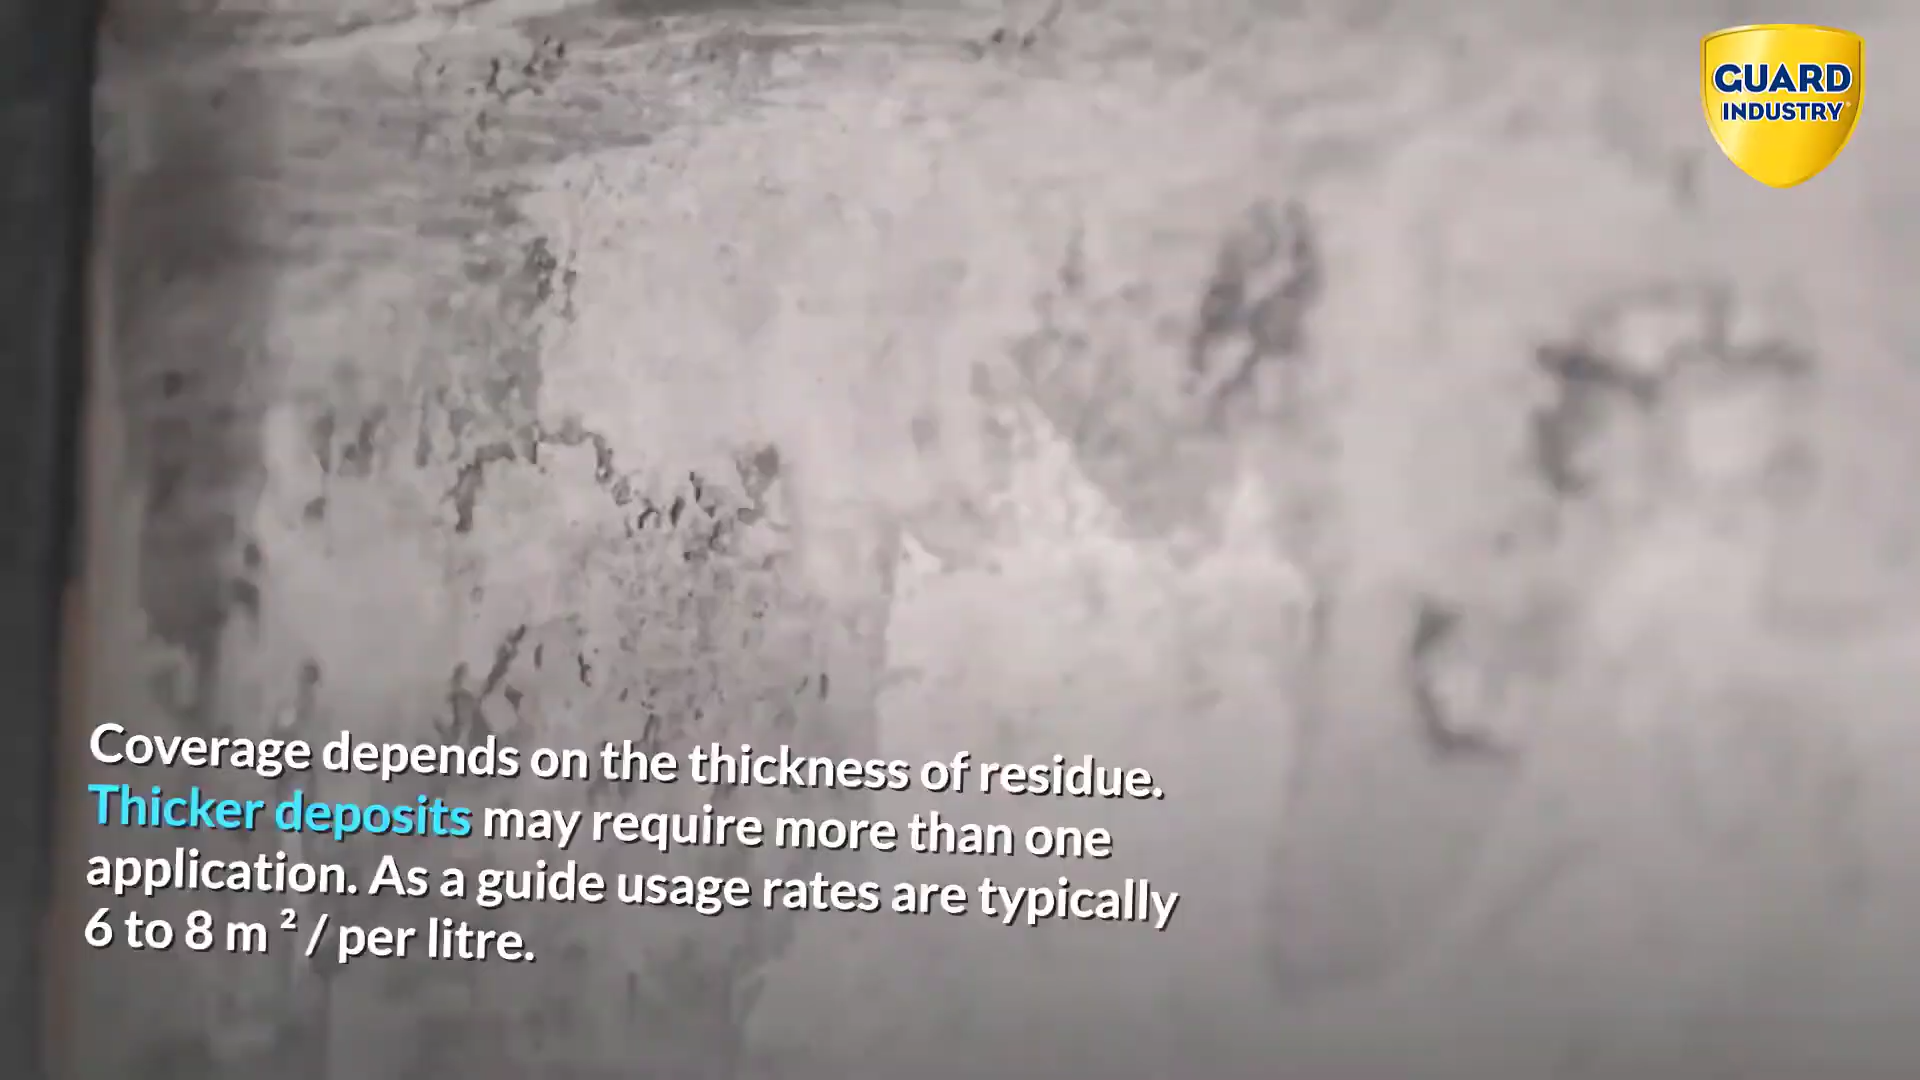 GUARD
INDUSTRY
Coverage depends on the thickness of residue.
Thicker deposits may require more than one
application. As a guide usage rates are typically
6 to 8 m ² / per litre.